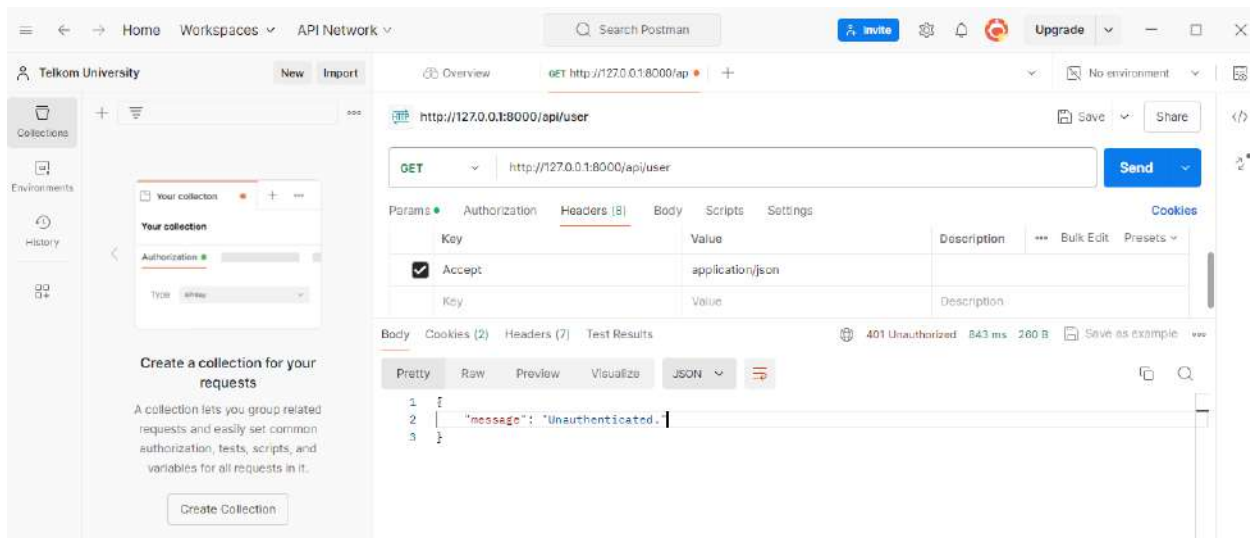 Home Workspaces API Network Search Postman Invite Upgrade
Telkom University New Import Overview GET http://127.0.0.1:8000/ap No environment
Collections
Environments
History
Your collection
Your collection
Authorization
Type
Create a collection for your
requests
A collection lets you group related
requests and easily set common
authorization, tests, scripts, and
variables for all requests in it.
Create Collection
HTTP http://127.0.0.1:8000/api/user Save Share
GET http://127.0.0.1:8000/api/user Send
Params Authorization Headers (8) Body Scripts Settings Cookies
Key Value Description Bulk Edit Presets
Accept application/json
Key Value Description
Body Cookies (2) Headers (7) Test Results 401 Unauthorized 843 ms 260 B Save as example
Pretty Raw Preview Visualize JSON
1 {
2 "message": "Unauthenticated."
3 }